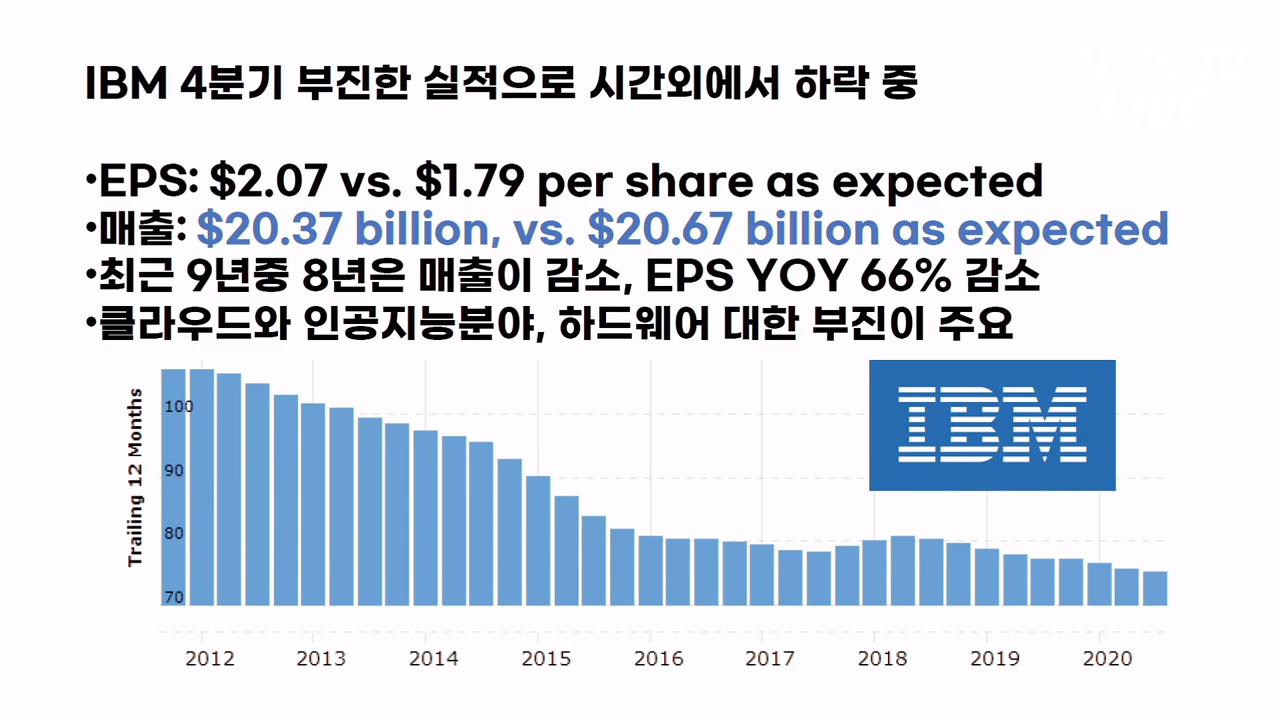 IBM 4분기 부진한 실적으로 시간외에서 하락 중
LIVE
•EPS: $2.07 vs. $1.79 per share as expected
•매출: $20.37 billion, vs. $20.67 billion as expected
•최근 9년중 8년은 매출이 감소, EPS YOY 66% 감소
•클라우드와 인공지능분야, 하드웨어 대한 부진이 주요
Trailing 12 Months
100
90
80
70
IBM
2012 2013 2014 2015 2016 2017 2018 2019 2020